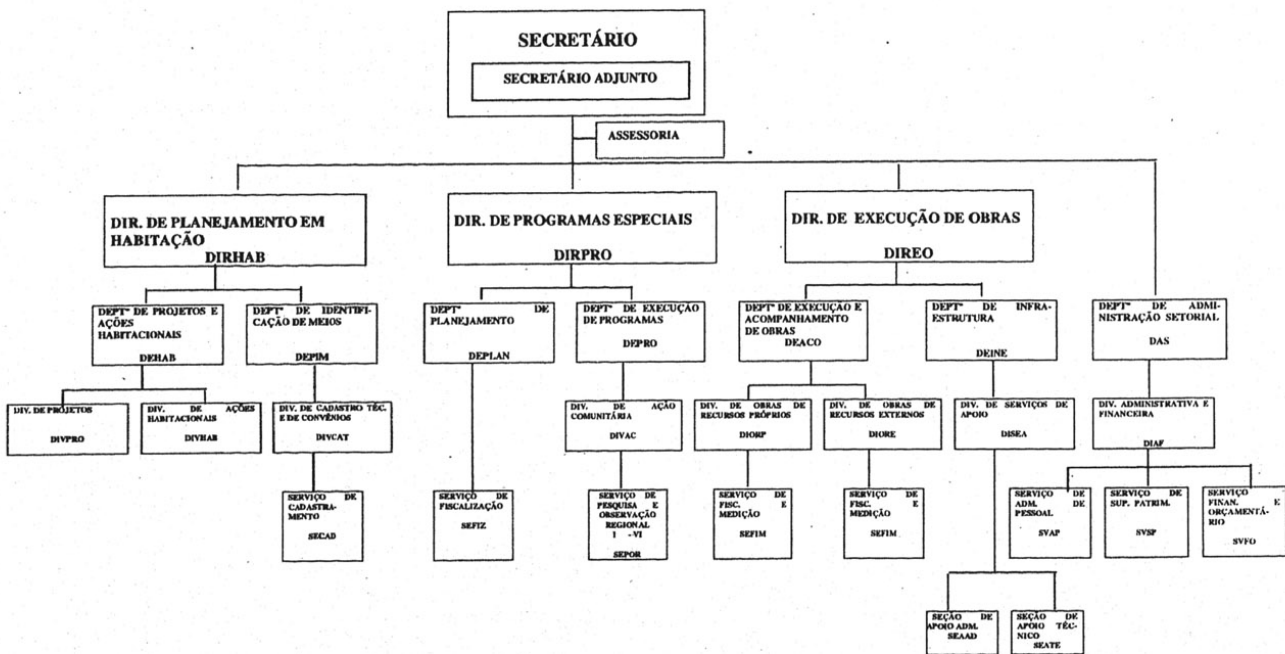 SECRETÁRIO
SECRETÁRIO ADJUNTO
ASSESSORIA
DIR. DE PLANEJAMENTO EM
HABITAÇÃO
DIRHAB
DIR. DE PROGRAMAS ESPECIAIS
DIRPRO
DIR. DE EXECUÇÃO DE OBRAS
DIREO
DEPTº DE PROJETOS E
AÇÕES
HABITACIONAIS
DEHAB
DEPTº DE IDENTIFI-
CAÇÃO DE MEIOS
DEPIM
DEPTº DE
PLANEJAMENTO
DEPLAN
DEPTº DE EXECUÇÃO
DE PROGRAMAS
DEPRO
DEPTº DE EXECUÇÃO E
ACOMPANHAMENTO
DE OBRAS
DEACO
DEPTº DE INFRA-
ESTRUTURA
DEINE
DEPTº DE ADMI-
NISTRAÇÃO SETORIAL
DAS
DIV. DE PROJETOS
DIVPRO
DIV. DE AÇÕES
HABITACIONAIS
DIVHAB
DIV. DE CADASTRO TÉC.
E DE CONVÊNIOS
DIVCAT
DIV. DE AÇÃO
COMUNITÁRIA
DIVAC
DIV. DE OBRAS DE
RECURSOS PRÓPRIOS
DIORP
DIV. DE OBRAS DE
RECURSOS EXTERNOS
DIORE
DIV. DE SERVIÇOS DE
APOIO
DISEA
DIV. ADMINISTRATIVA E
FINANCEIRA
DIAF
SERVIÇO DE
CADASTRA-
MENTO
SECAD
SERVIÇO DE
FISCALIZAÇÃO
SEFIZ
SERVIÇO DE
PESQUISA E
OBSERVAÇÃO
REGIONAL
I -VI
SEPOR
SERVIÇO DE
FISC. E
MEDIÇÃO
SEFIM
SERVIÇO DE
FISC. E
MEDIÇÃO
SEFIM
SERVIÇO DE
ADM. DE
PESSOAL
SVAP
SERVIÇO DE
SUP. PATRIM.
SVSP
SERVIÇO
FINAN. E
ORÇAMENTÁ-
RIO
SVFO
SEÇÃO DE
APOIO ADM.
SEAAD
SEÇÃO DE
APOIO TÉC-
NICO
SEATE